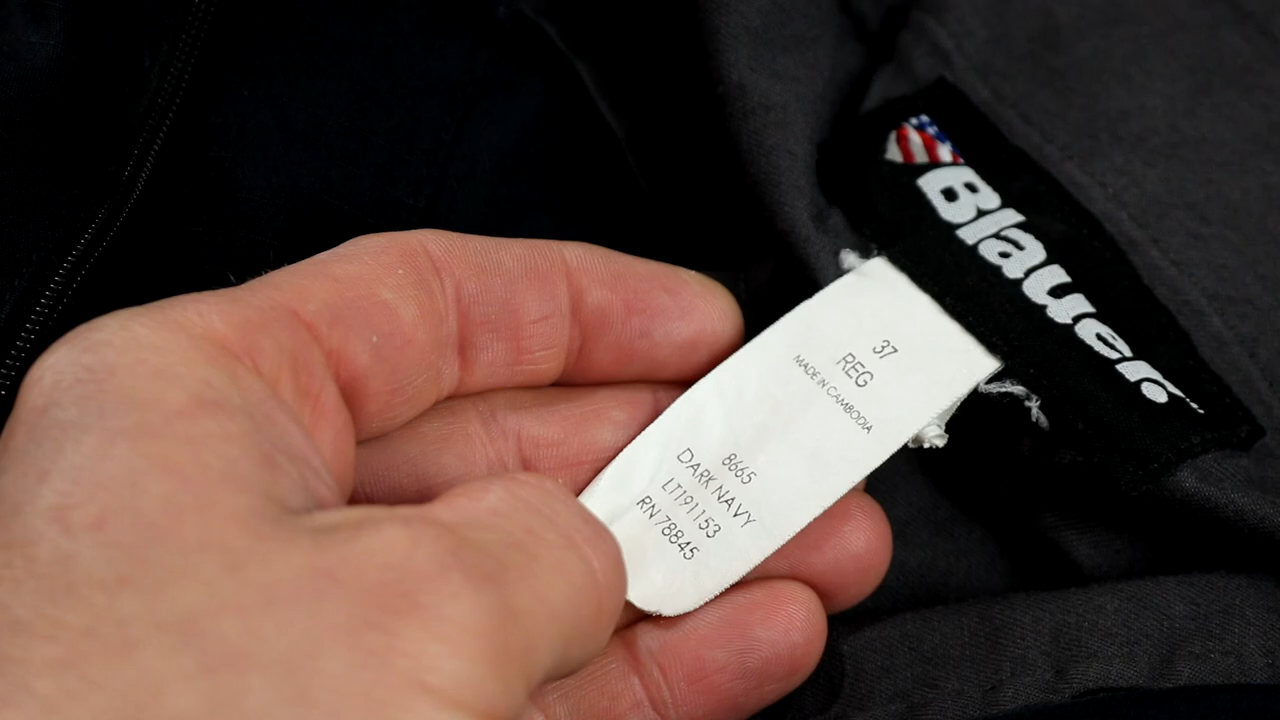 Blauer
37
REG
MADE IN CAMBODIA
8665
DARK NAVY
LT191153
RN 78845